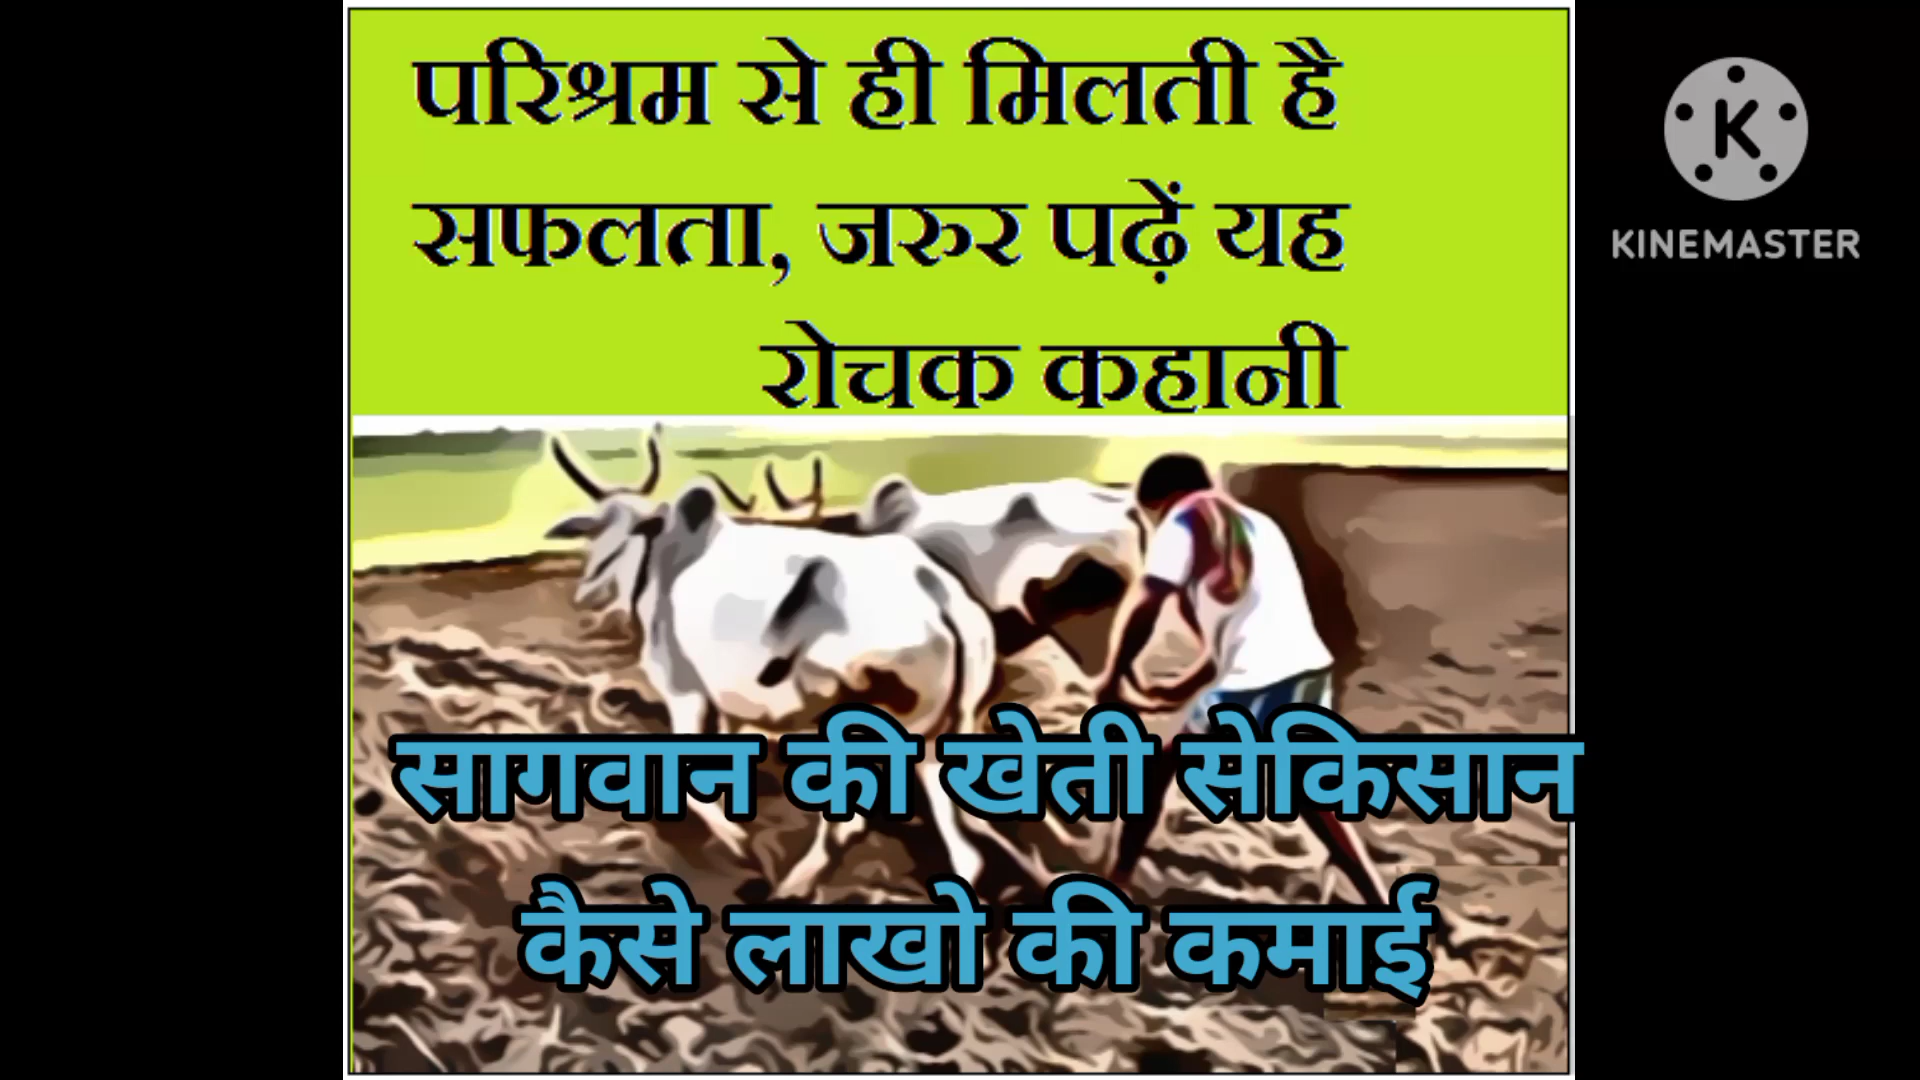 परिश्रम से ही मिलती है
सफलता, जरुर पढ़ें यह
रोचक कहानी
सागवान की खेती सेकिसान
कैसे लाखो की कमाई
K
KINEMASTER